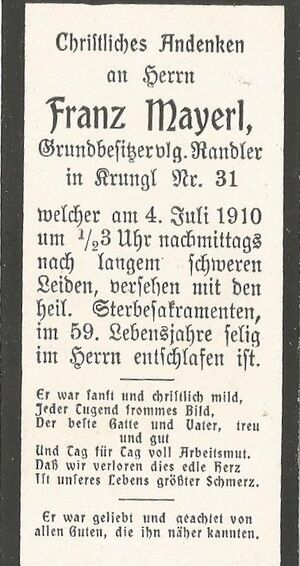 Christliches Andenken
an Herrn
Franz Mayerl,
Grundbesitzer vlg. Randler
in Krungl Nr. 31
welcher am 4. Juli 1910
um 1/23 Uhr nachmittags
nach langem schweren
Leiden, versehen mit den
heil. Sterbesakramenten,
im 59. Lebensjahre selig
im Herrn entschlafen ist.
Er war sanft und christlich mild,
Jeder Tugend frommes Bild,
Der beste Gatte und Vater, treu
und gut
Und Tag für Tag voll Arbeitsmut.
Daß wir verloren dies edle Herz
Ist unseres Lebens größter Schmerz.
Er war geliebt und geachtet von
allen Guten, die ihn näher kannten.